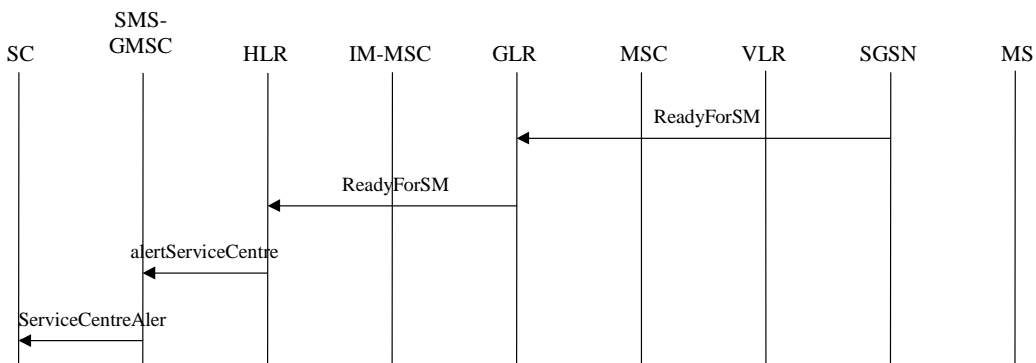 SMS-
GMSC
SC
HLR
IM-MSC
GLR
MSC
VLR
SGSN
MS
ReadyForSM
ReadyForSM
alertServiceCentre
ServiceCentreAler